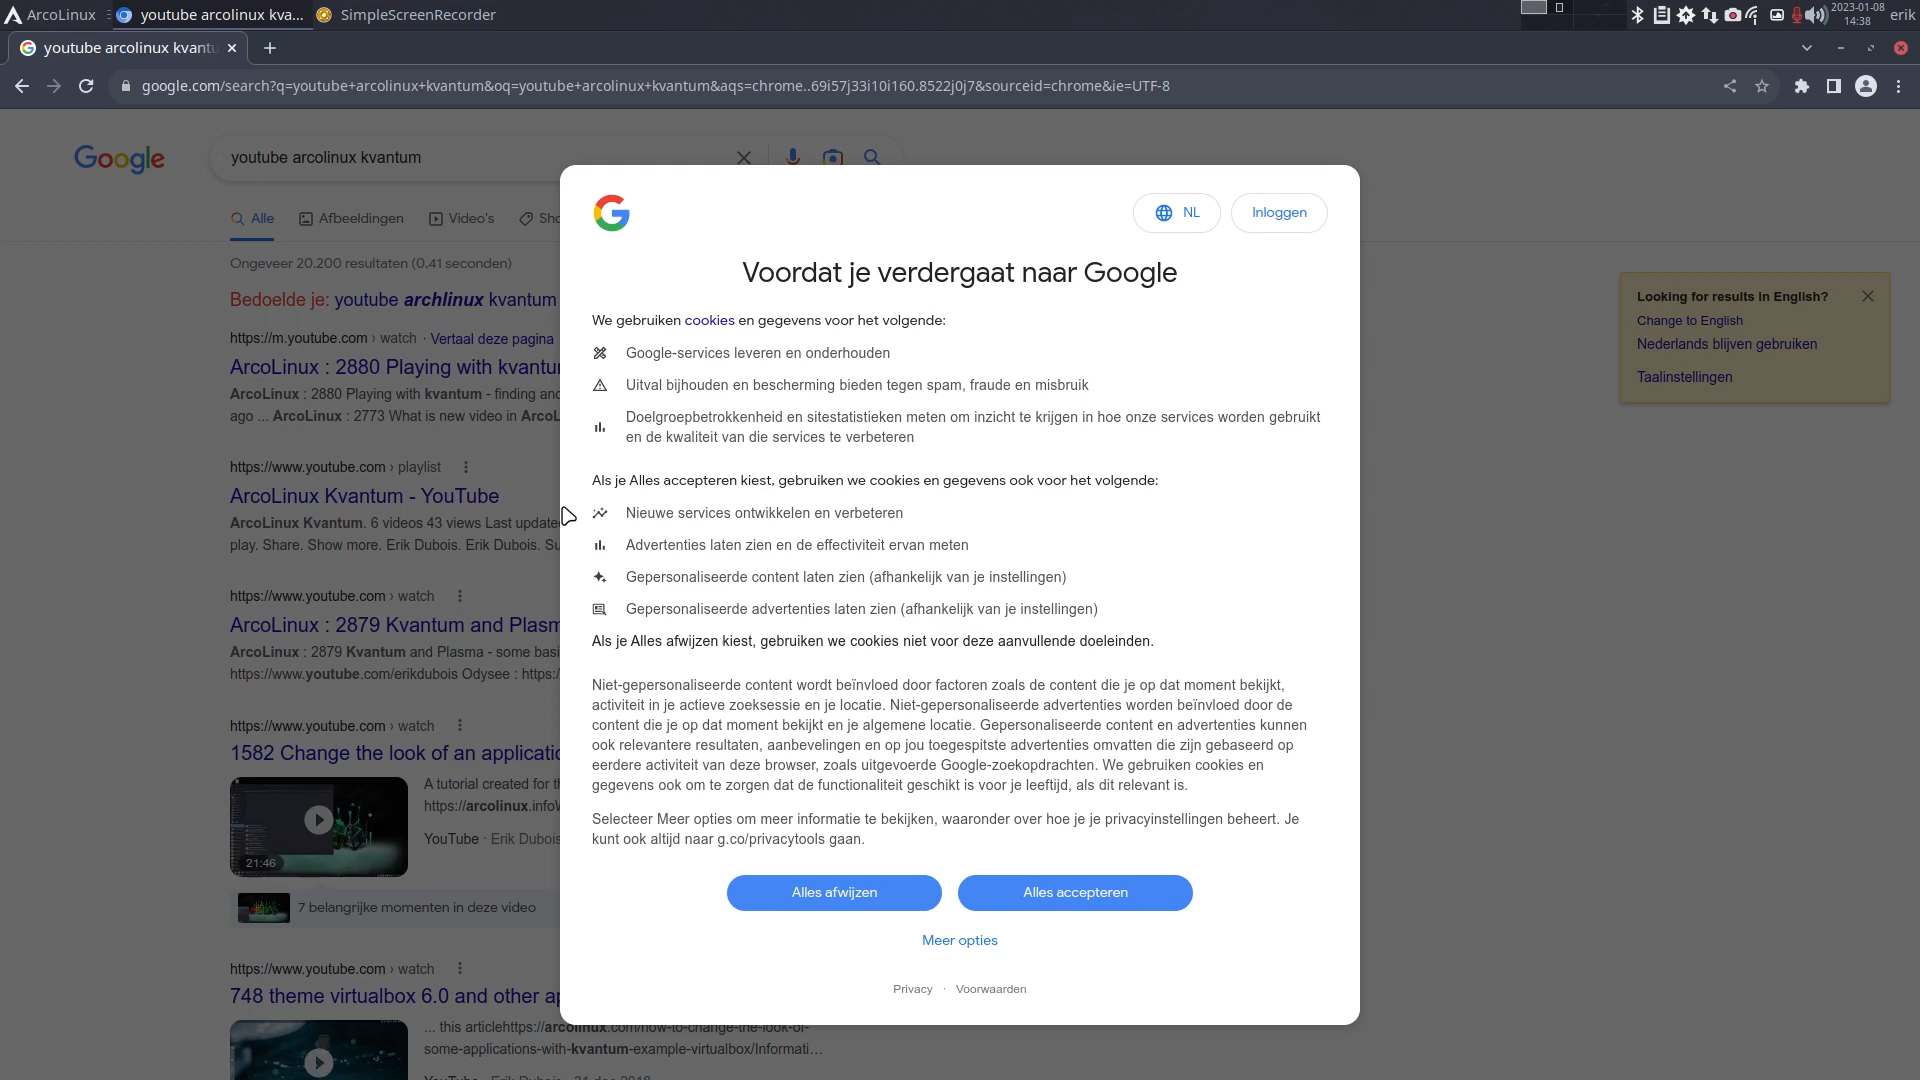 ArcoLinux
youtube arcolinux kva...
SimpleScreenRecorder
2023-01-08
14:38
erik
youtube arcolinux kvantu
google.com/search?q=youtube+arcolinux+kvantum&oq=youtube+arcolinux+kvantum&aqs=chrome..69i57j33i10i160.8522j0j7&sourceid=chrome&ie=UTF-8
Google
youtube arcolinux kvantum
Alle
Afbeeldingen
Video's
Sho
Ongeveer 20.200 resultaten (0,41 seconden)
Bedoelde je: youtube archlinux kvantum
https://m.youtube.com › watch · Vertaal deze pagina
ArcoLinux : 2880 Playing with kvantu
ArcoLinux : 2880 Playing with kvantum - finding and
ago ... ArcoLinux : 2773 What is new video in ArcoL
https://www.youtube.com › playlist
ArcoLinux Kvantum - YouTube
ArcoLinux Kvantum. 6 videos 43 views Last update
play. Share. Show more. Erik Dubois. Erik Dubois. Su
https://www.youtube.com › watch
ArcoLinux : 2879 Kvantum and Plasm
ArcoLinux : 2879 Kvantum and Plasma - some basi
https://www.youtube.com/erikdubois Odysee : https:/
https://www.youtube.com › watch
1582 Change the look of an applicatio
A tutorial created for th
https://arcolinux.info
YouTube · Erik Dubois
21:46
7 belangrijke momenten in deze video
https://www.youtube.com › watch
748 theme virtualbox 6.0 and other ap
... this articlehttps://arcolinux.com/how-to-change-the-look-of-
some-applications-with-kvantum-example-virtualbox/Informati...
YouTube · Erik Dubois · 31 dec 2018
NL
Inloggen
Voordat je verdergaat naar Google
We gebruiken cookies en gegevens voor het volgende:
Google-services leveren en onderhouden
Uitval bijhouden en bescherming bieden tegen spam, fraude en misbruik
Doelgroepbetrokkenheid en sitestatistieken meten om inzicht te krijgen in hoe onze services worden gebruikt
en de kwaliteit van die services te verbeteren
Als je Alles accepteren kiest, gebruiken we cookies en gegevens ook voor het volgende:
Nieuwe services ontwikkelen en verbeteren
Advertenties laten zien en de effectiviteit ervan meten
Gepersonaliseerde content laten zien (afhankelijk van je instellingen)
Gepersonaliseerde advertenties laten zien (afhankelijk van je instellingen)
Als je Alles afwijzen kiest, gebruiken we cookies niet voor deze aanvullende doeleinden.
Niet-gepersonaliseerde content wordt beïnvloed door factoren zoals de content die je op dat moment bekijkt,
activiteit in je actieve zoeksessie en je locatie. Niet-gepersonaliseerde advertenties worden beïnvloed door de
content die je op dat moment bekijkt en je algemene locatie. Gepersonaliseerde content en advertenties kunnen
ook relevantere resultaten, aanbevelingen en op jou toegespitste advertenties omvatten die zijn gebaseerd op
eerdere activiteit van deze browser, zoals uitgevoerde Google-zoekopdrachten. We gebruiken cookies en
gegevens ook om te zorgen dat de functionaliteit geschikt is voor je leeftijd, als dit relevant is.
Selecteer Meer opties om meer informatie te bekijken, waaronder over hoe je je privacyinstellingen beheert. Je
kunt ook altijd naar g.co/privacytools gaan.
Alles afwijzen
Alles accepteren
Meer opties
Privacy · Voorwaarden
Looking for results in English?
Change to English
Nederlands blijven gebruiken
Taalinstellingen